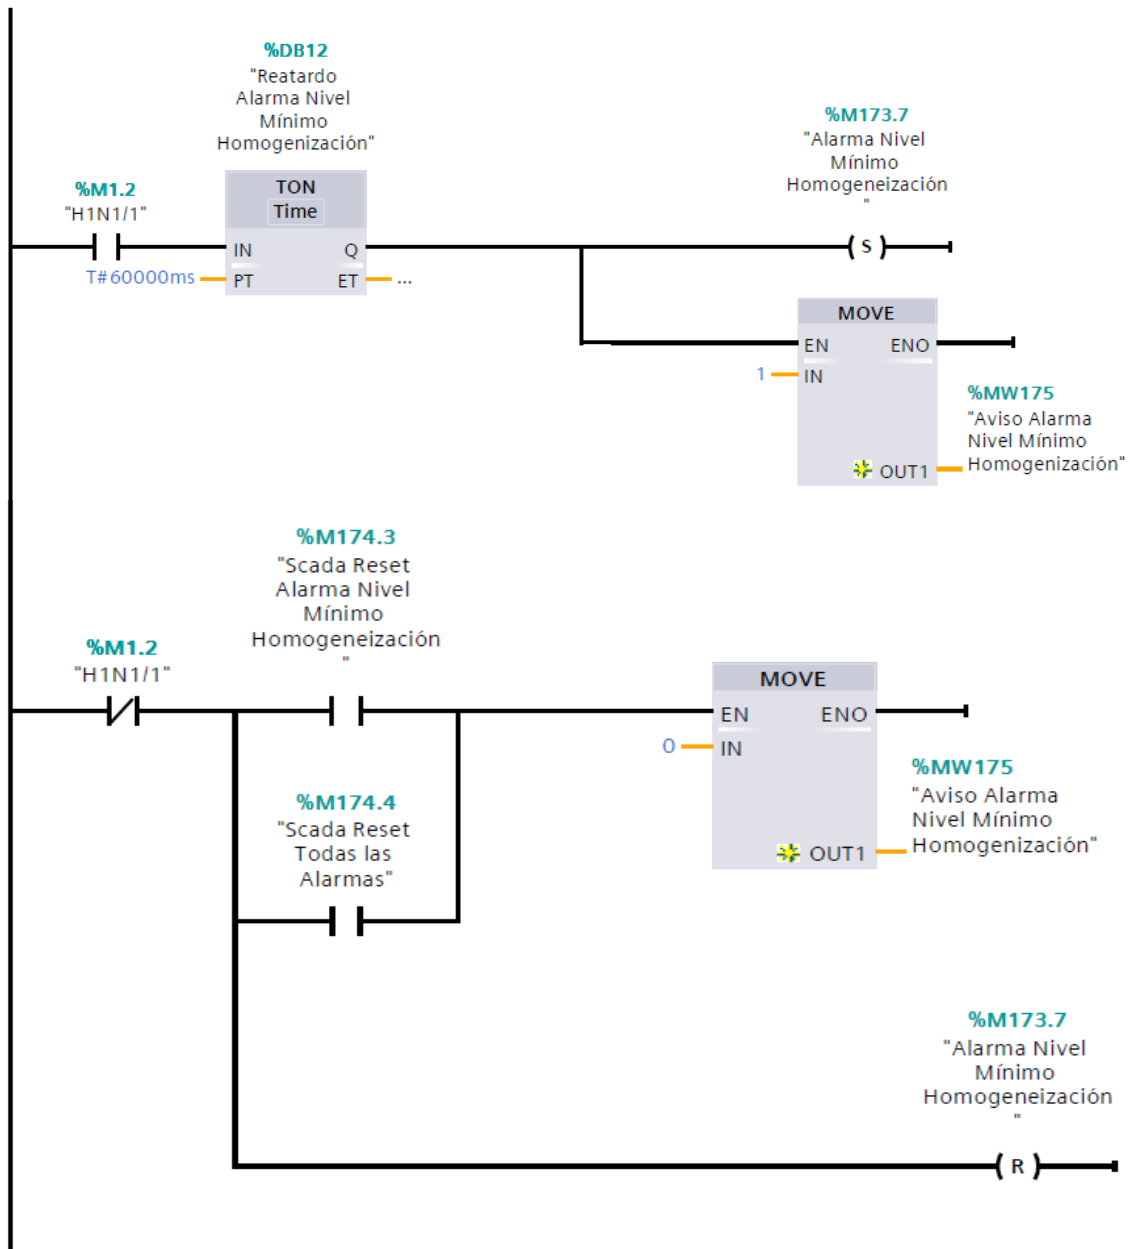 %DB12
"Reatardo
Alarma Nivel
Mínimo
Homogenización"
%M1.2
"H1N1/1"
TON
Time
IN
Q
T#60000ms
PT
ET
...
%M173.7
"Alarma Nivel
Mínimo
Homogeneización
"
S
MOVE
EN
ENO
1
IN
OUT1
%MW175
"Aviso Alarma
Nivel Mínimo
Homogenización"
%M174.3
"Scada Reset
Alarma Nivel
Mínimo
Homogeneización
"
%M1.2
"H1N1/1"
%M174.4
"Scada Reset
Todas las
Alarmas"
MOVE
EN
ENO
0
IN
OUT1
%MW175
"Aviso Alarma
Nivel Mínimo
Homogenización"
%M173.7
"Alarma Nivel
Mínimo
Homogeneización
"
R